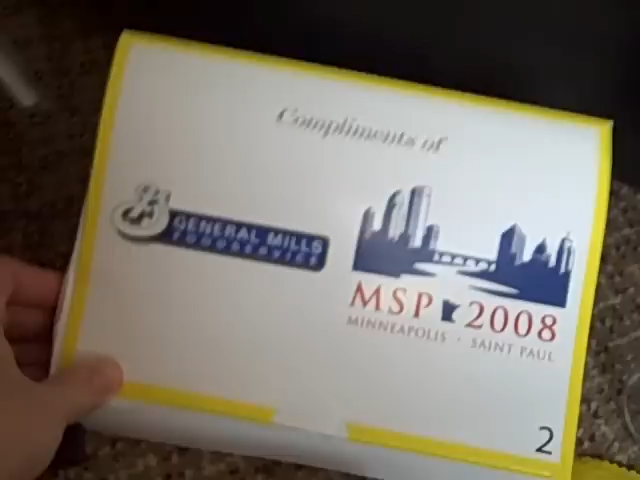 Compliments of
GENERAL MILLS
FOODSERVICE
MSP 2008
MINNEAPOLIS · SAINT PAUL
2